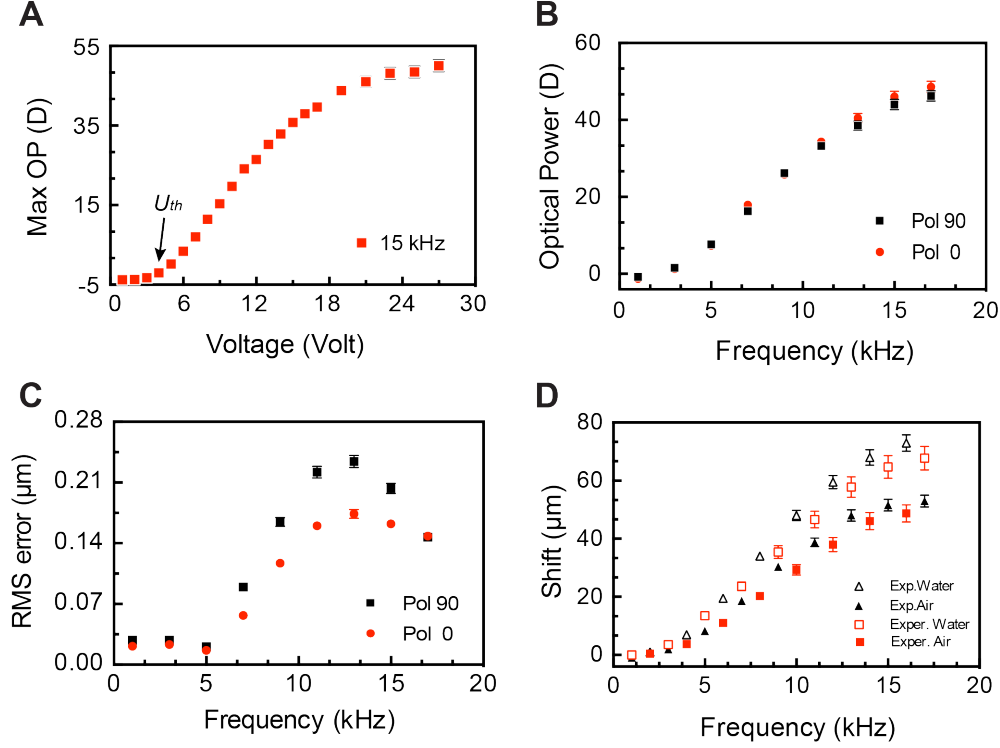 A
Max OP (D)
55
35
15
-5
Uth
15 kHz
0 6 12 18 24 30
Voltage (Volt)
B
Optical Power (D)
60
40
20
0
Pol 90
Pol 0
0 5 10 15 20
Frequency (kHz)
C
RMS error (μm)
0.28
0.21
0.14
0.07
0.00
Pol 90
Pol 0
0 5 10 15 20
Frequency (kHz)
D
Shift (μm)
80
60
40
20
0
Exp.Water
Exp.Air
Exper. Water
Exper. Air
0 5 10 15 20
Frequency (kHz)